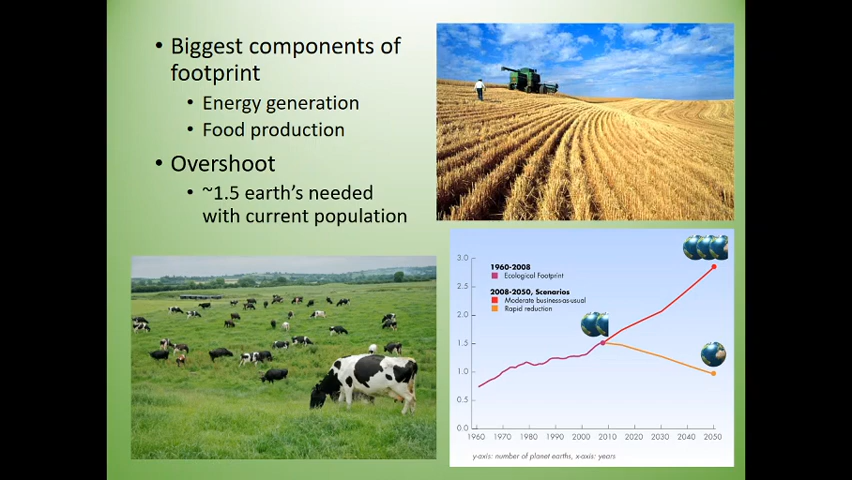 • Biggest components of
footprint
• Energy generation
• Food production
• Overshoot
• ~1.5 earth's needed
with current population
3.0
2.5
2.0
1.5
1.0
0.5
0.0
1960-2008
Ecological Footprint
2008-2050, Scenarios
Moderate business-as-usual
Rapid reduction
1960 1970 1980 1990 2000 2010 2020 2030 2040 2050
y-axis: number of planet earths, x-axis: years